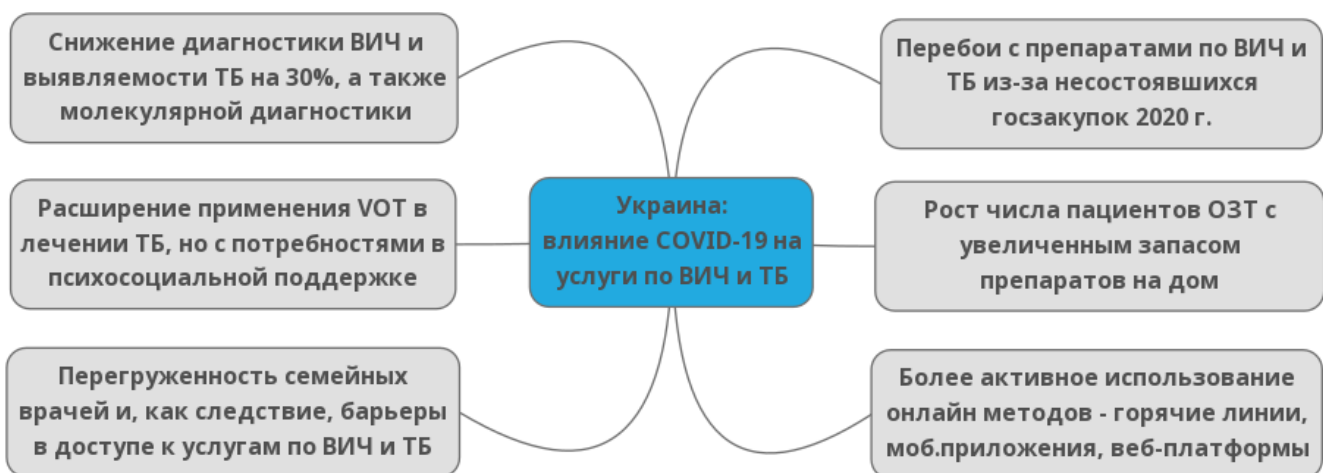 Снижение диагностики ВИЧ и
выявляемости ТБ на 30%, а также
молекулярной диагностики
Перебои с препаратами по ВИЧ и
ТБ из-за несостоявшихся
госзакупок 2020 г.
Расширение применения VOT в
лечении ТБ, но с потребностями в
психосоциальной поддержке
Украина:
влияние COVID-19 на
услуги по ВИЧ и ТБ
Рост числа пациентов ОЗТ с
увеличенным запасом
препаратов на дом
Перегруженность семейных
врачей и, как следствие, барьеры
в доступе к услугам по ВИЧ и ТБ
Более активное использование
онлайн методов - горячие линии,
моб.приложения, веб-платформы